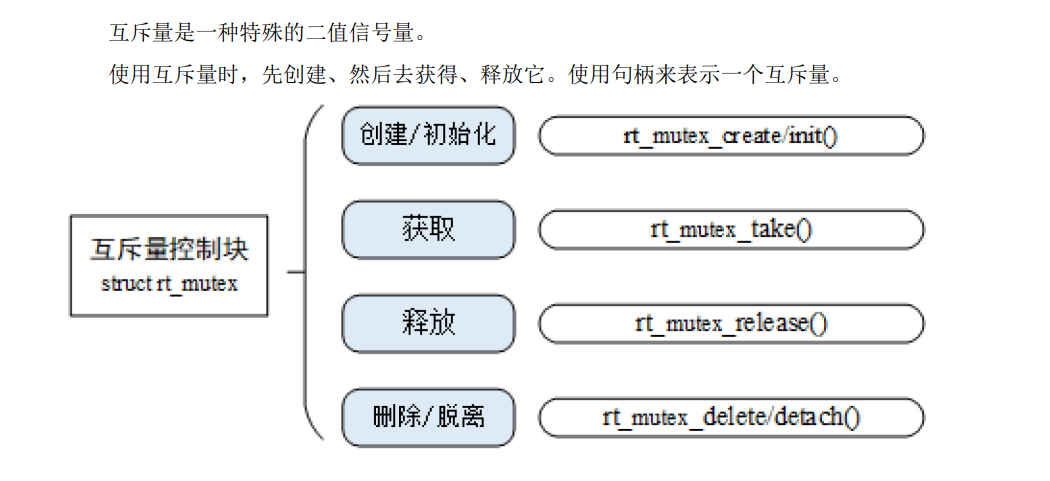 互斥量是一种特殊的二值信号量。
使用互斥量时，先创建、然后去获得、释放它。使用句柄来表示一个互斥量。
互斥量控制块
struct rt_mutex
创建/初始化
rt_mutex_create/init()
获取
rt_mutex_take()
释放
rt_mutex_release()
删除/脱离
rt_mutex_delete/detach()